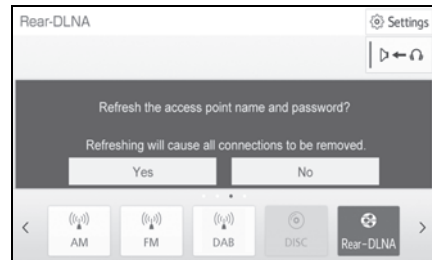 Rear-DLNA
Settings
Refresh the access point name and password?
Refreshing will cause all connections to be removed.
Yes
No
AM
FM
DAB
DISC
Rear-DLNA